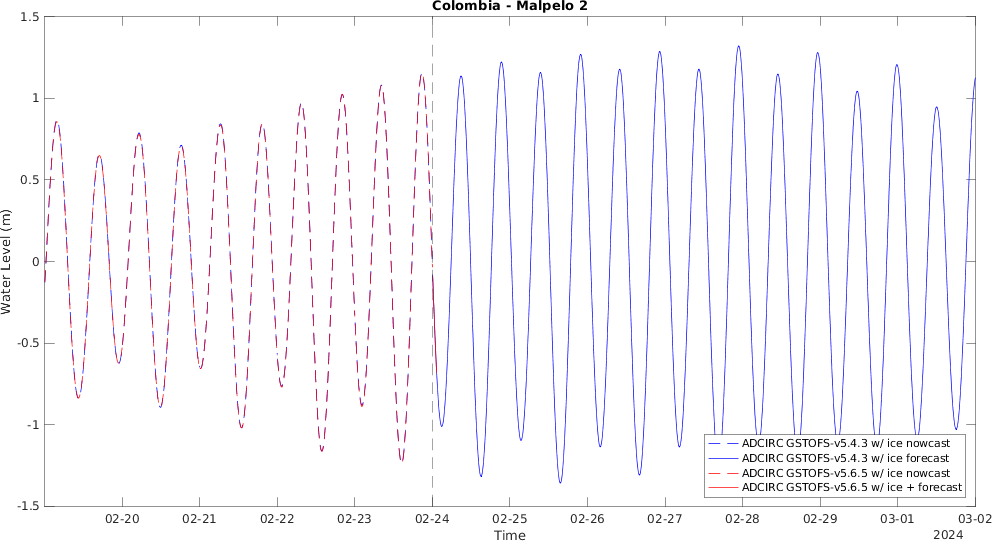 Colombia - Malpelo 2
1.5
1
0.5
0
-0.5
-1
-1.5
Water Level (m)
02-20 02-21 02-22 02-23 02-24 02-25 02-26 02-27 02-28 02-29 03-01 03-02
Time
2024
ADCIRC GSTOFS-v5.4.3 w/ ice nowcast
ADCIRC GSTOFS-v5.4.3 w/ ice forecast
ADCIRC GSTOFS-v5.6.5 w/ ice nowcast
ADCIRC GSTOFS-v5.6.5 w/ ice + forecast